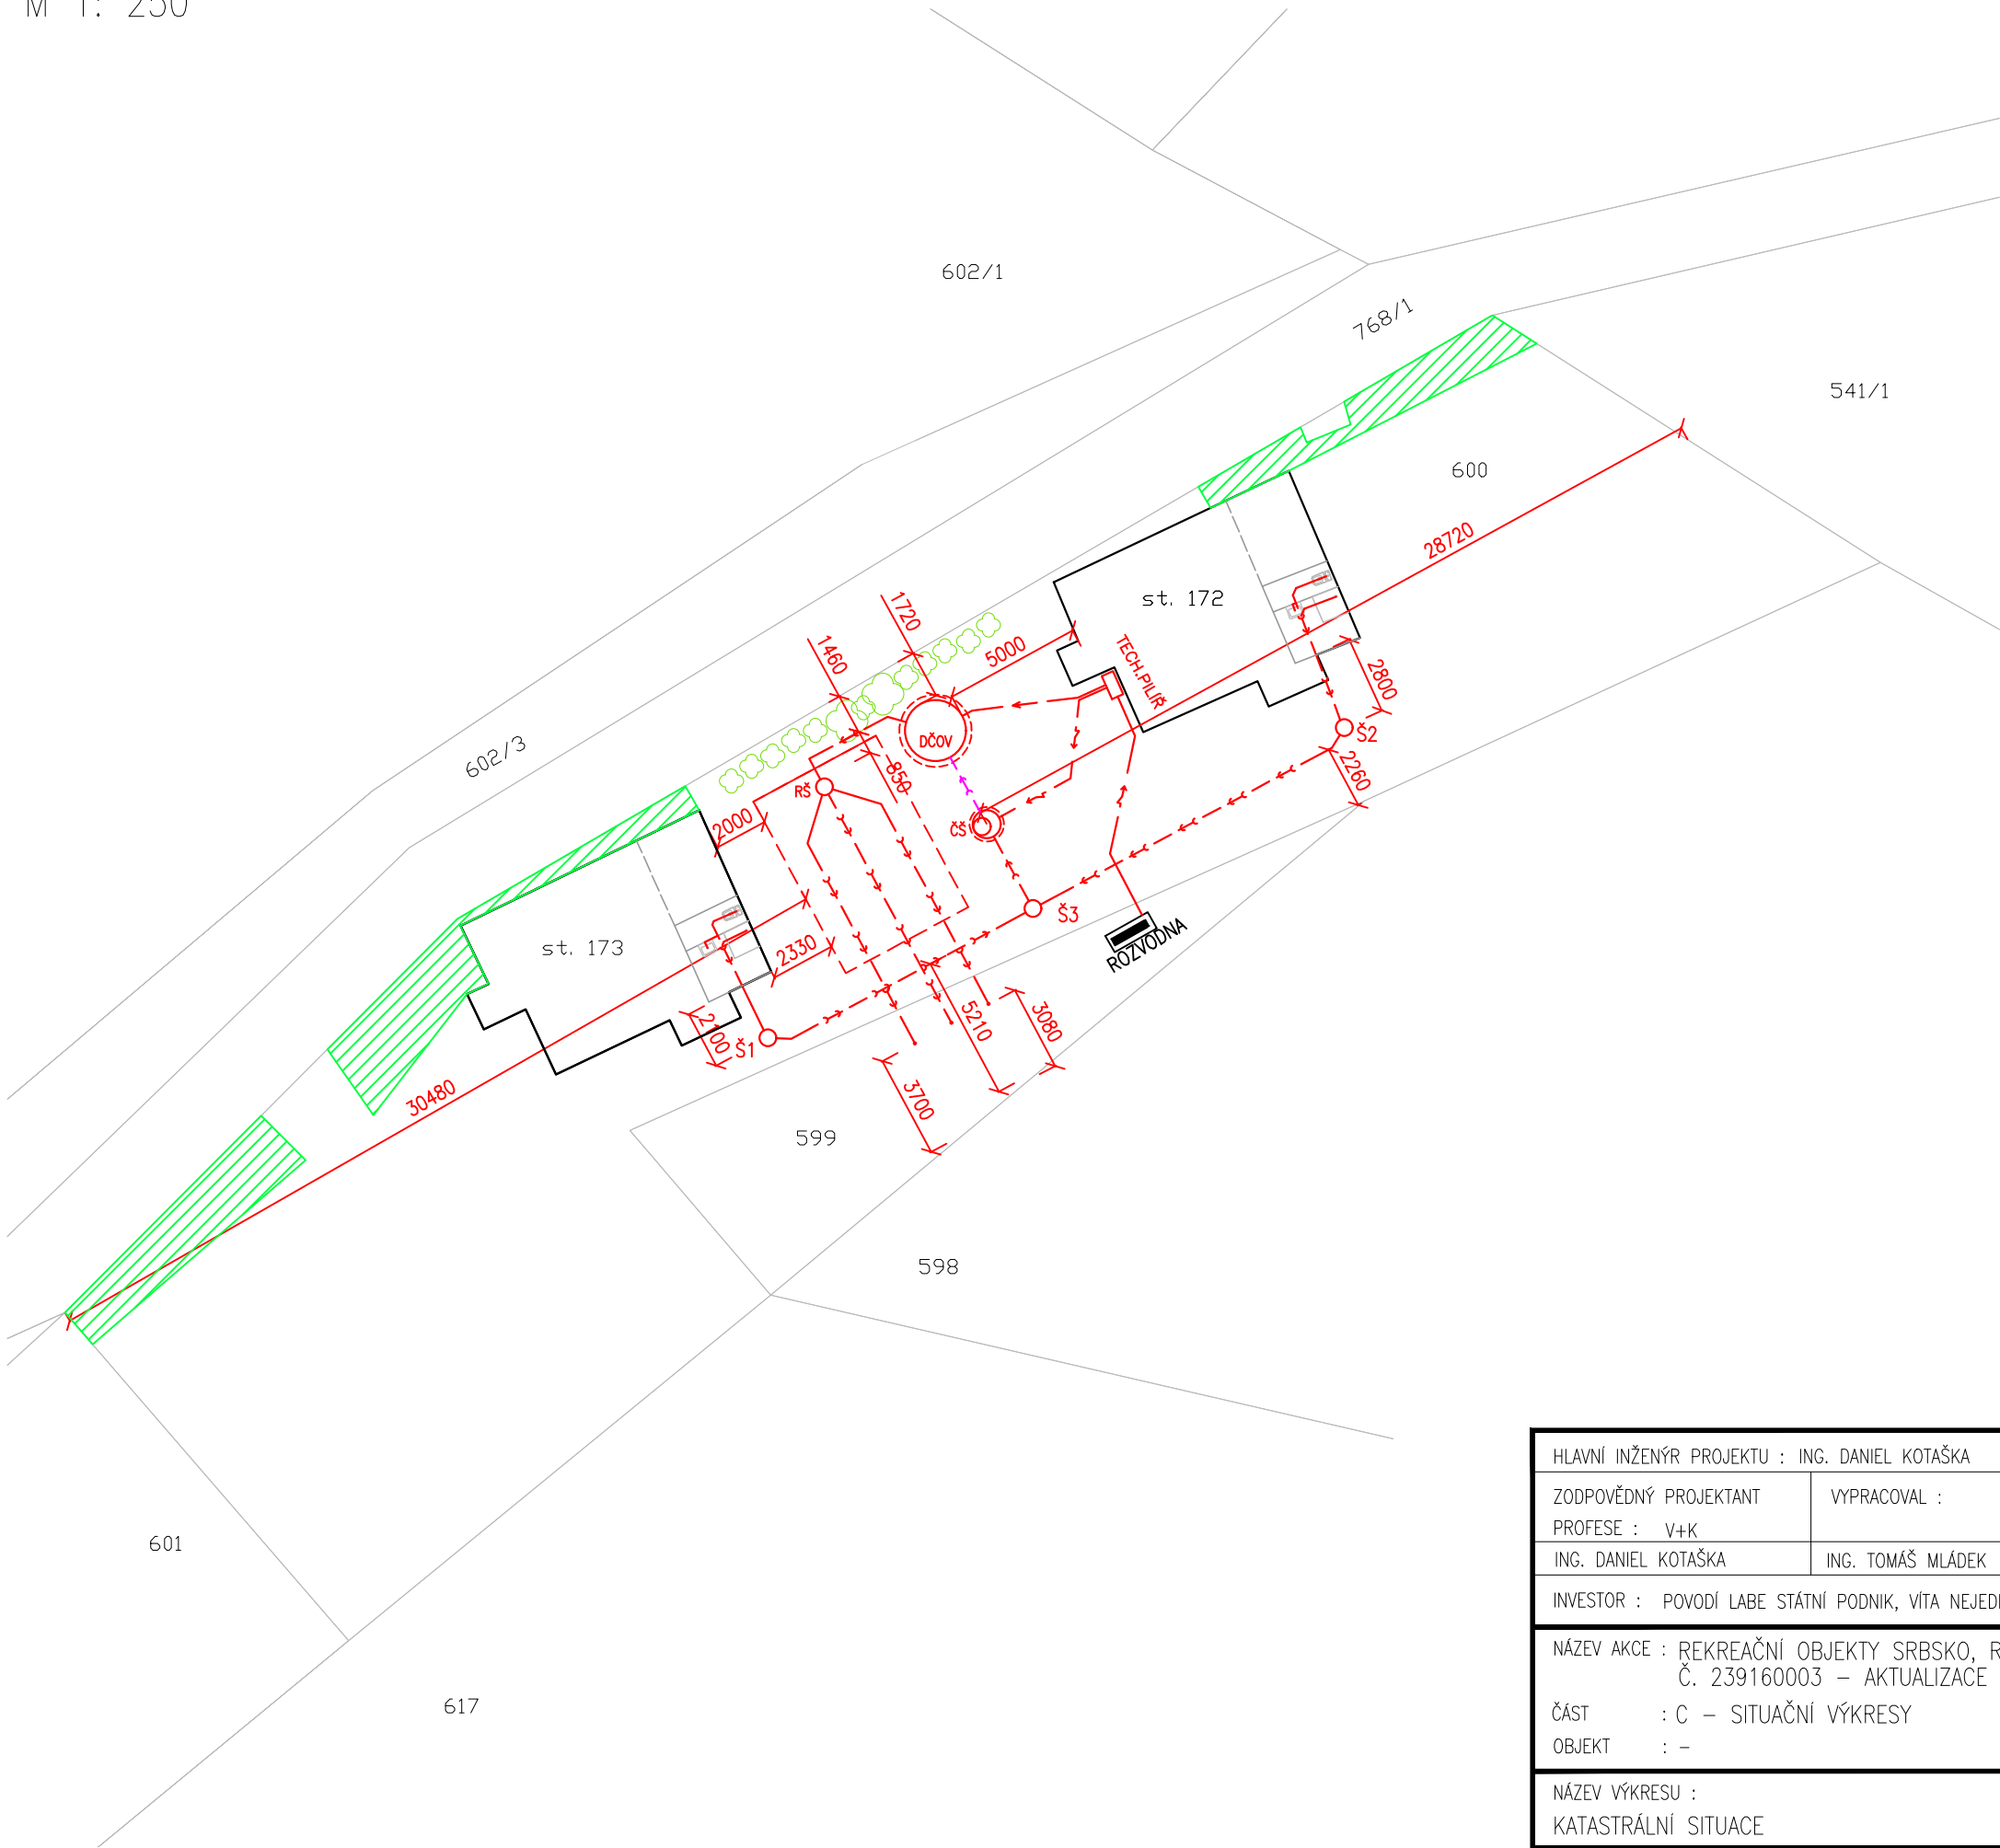 M 1: 250
602/1
768/1
541/1
600
28720
st. 172
1720
1460
5000
TECH.PILÍŘ
2800
602/3
DČOV
Š2
850
2260
RŠ
2000
ČŠ
Š3
ROZVODNA
st. 173
2330
5210
3080
Š1
30480
3700
599
598
601
617
HLAVNÍ INŽENÝR PROJEKTU : ING. DANIEL KOTAŠKA
ZODPOVĚDNÝ PROJEKTANT
VYPRACOVAL :
PROFESE : V+K
ING. DANIEL KOTAŠKA
ING. TOMÁŠ MLÁDEK
INVESTOR : POVODÍ LABE STÁTNÍ PODNIK, VÍTA
NÁZEV AKCE : REKREAČNÍ OBJEKTY SRBSKO,
Č. 239160003 – AKTUALIZACE
ČÁST : C – SITUAČNÍ VÝKRESY
OBJEKT : –
NÁZEV VÝKRESU :
KATASTRÁLNÍ SITUACE